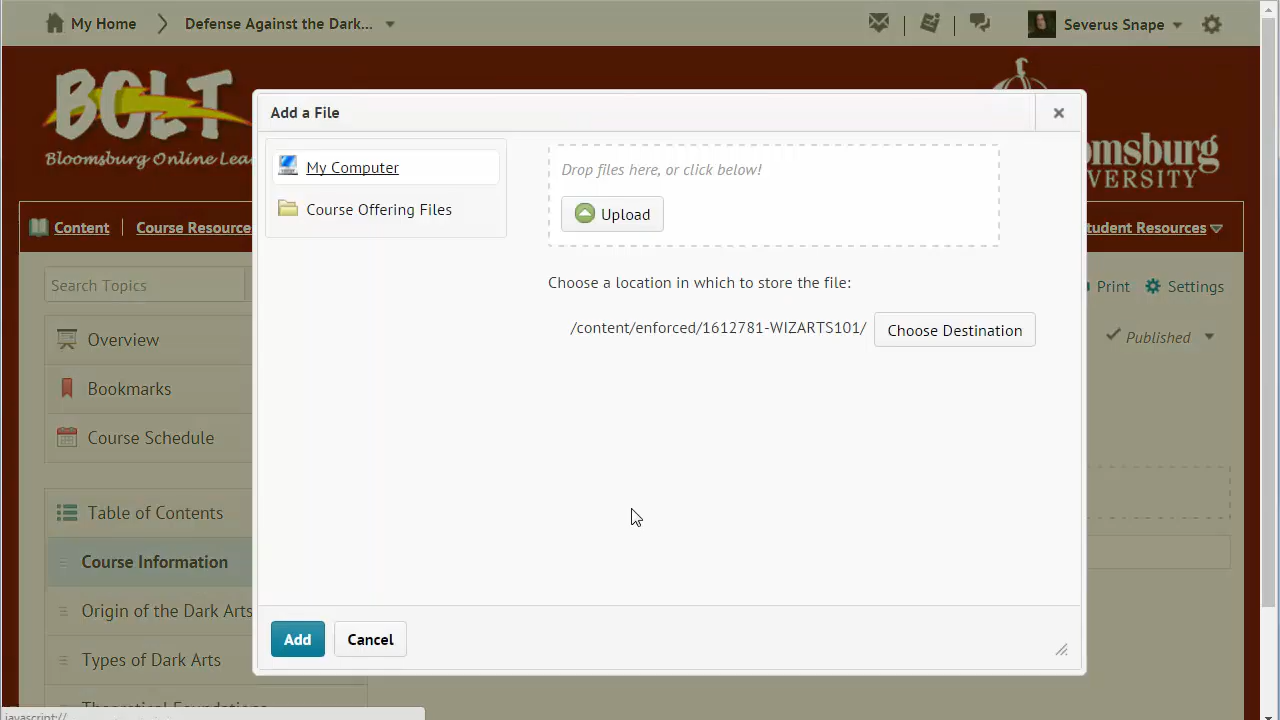 My Home
Defense Against the Dark...
Severus Snape
BOLT
Bloomsburg Online Lea
omsburg
VERSITY
Add a File
My Computer
Course Offering Files
Drop files here, or click below!
Upload
Choose a location in which to store the file:
/content/enforced/1612781-WIZARTS101/
Choose Destination
Add
Cancel
Content
Course Resource
tudent Resources
Search Topics
Print
Settings
Published
Overview
Bookmarks
Course Schedule
Table of Contents
Course Information
Origin of the Dark Arts
Types of Dark Arts
Theoretical Foundations
javascript://